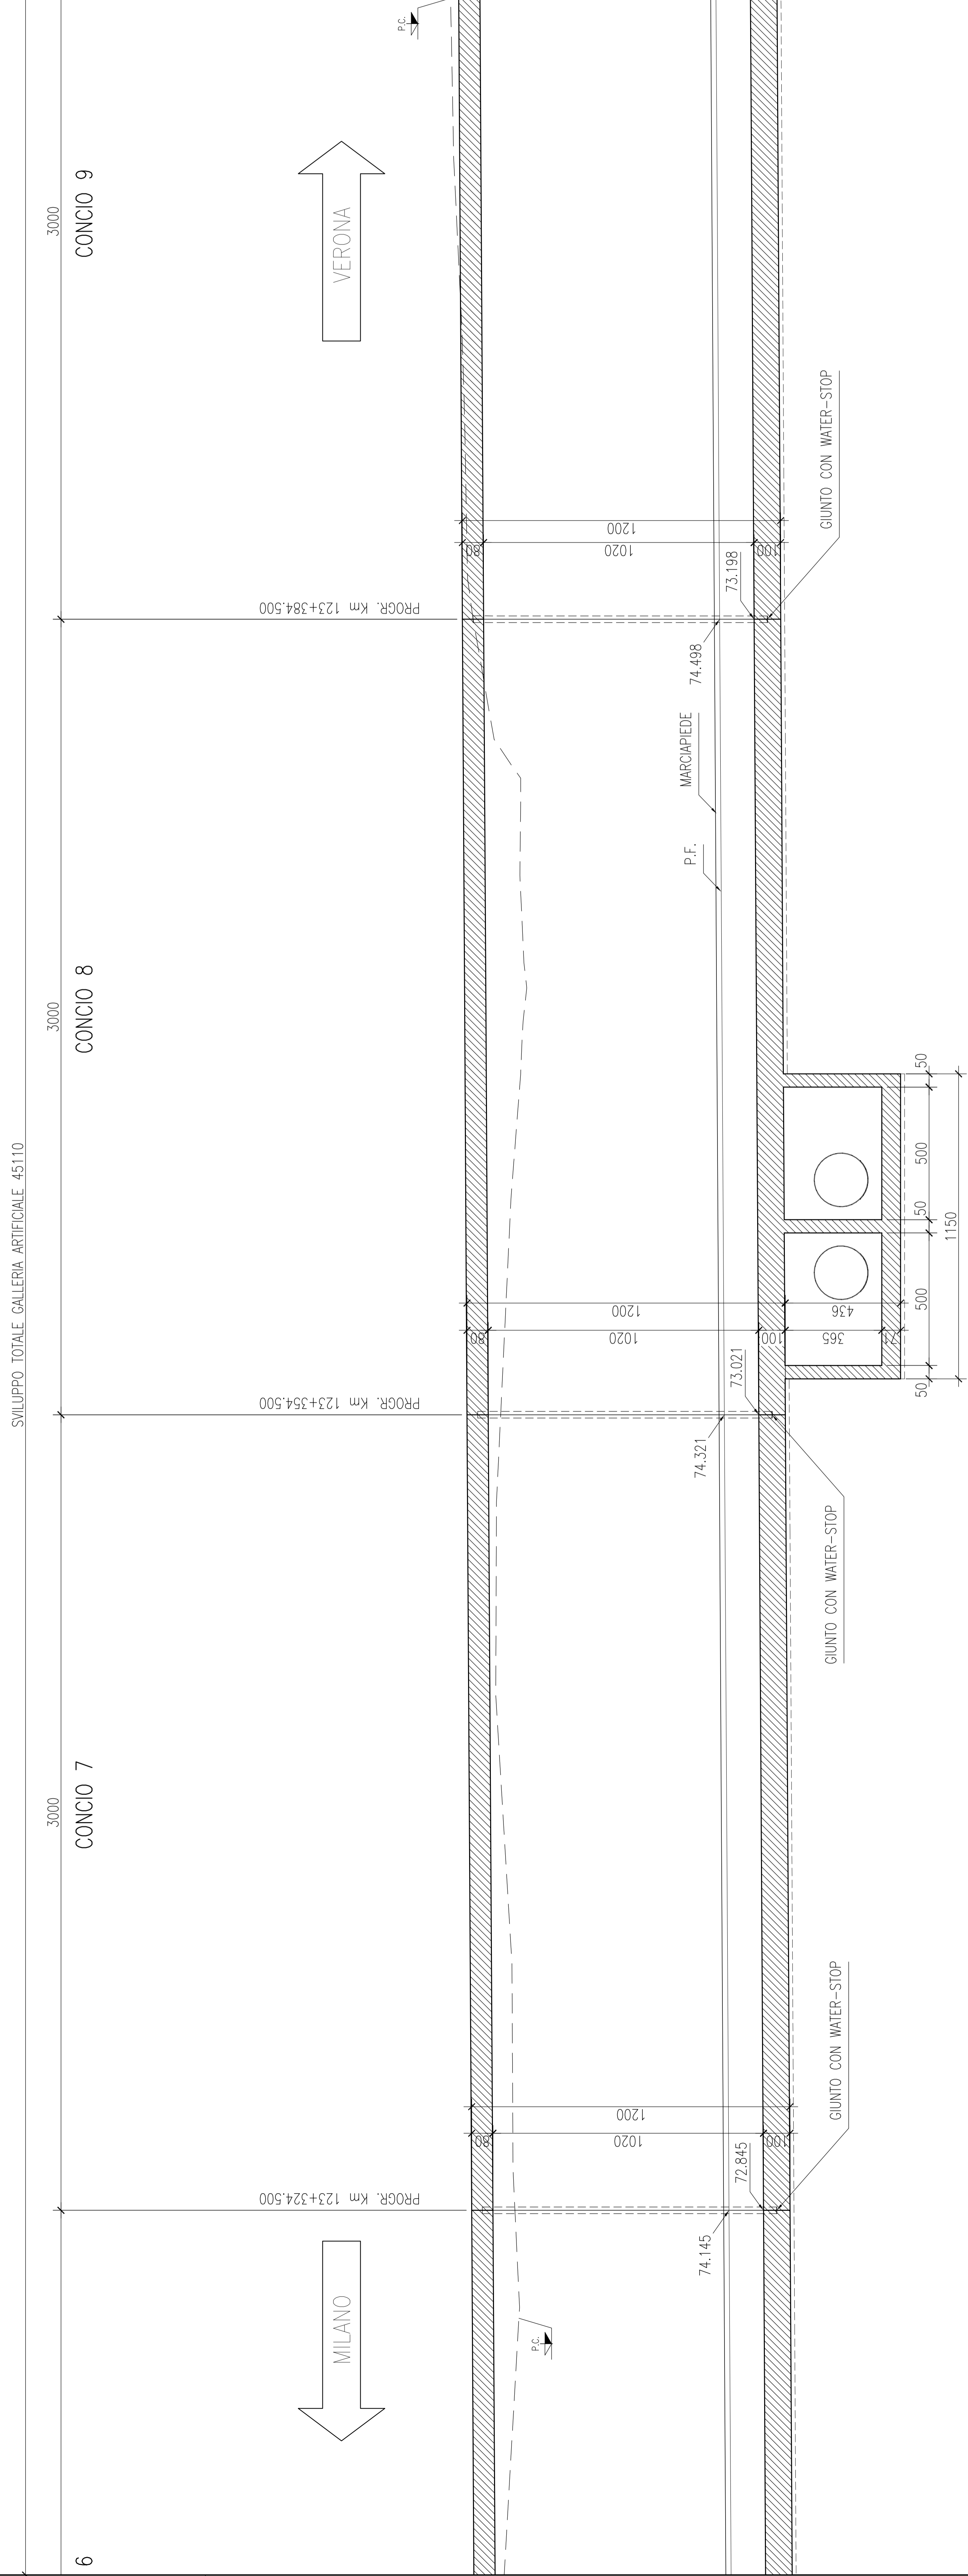 SVILUPPO TOTALE GALLERIA ARTIFICIALE 45110
3000
3000
3000
6
CONCIO 7
CONCIO 8
CONCIO 9
MILANO
VERONA
PROGR. Km 123+324.500
PROGR. Km 123+354.500
PROGR. Km 123+384.500
P.C.
P.C.
80
1020
100
1200
80
1020
100
1200
365
71
436
80
1020
100
1200
74.145
72.845
74.321
73.021
74.498
73.198
P.F.
MARCIAPIEDE
GIUNTO CON WATER-STOP
GIUNTO CON WATER-STOP
GIUNTO CON WATER-STOP
50
500
50
500
50
1150